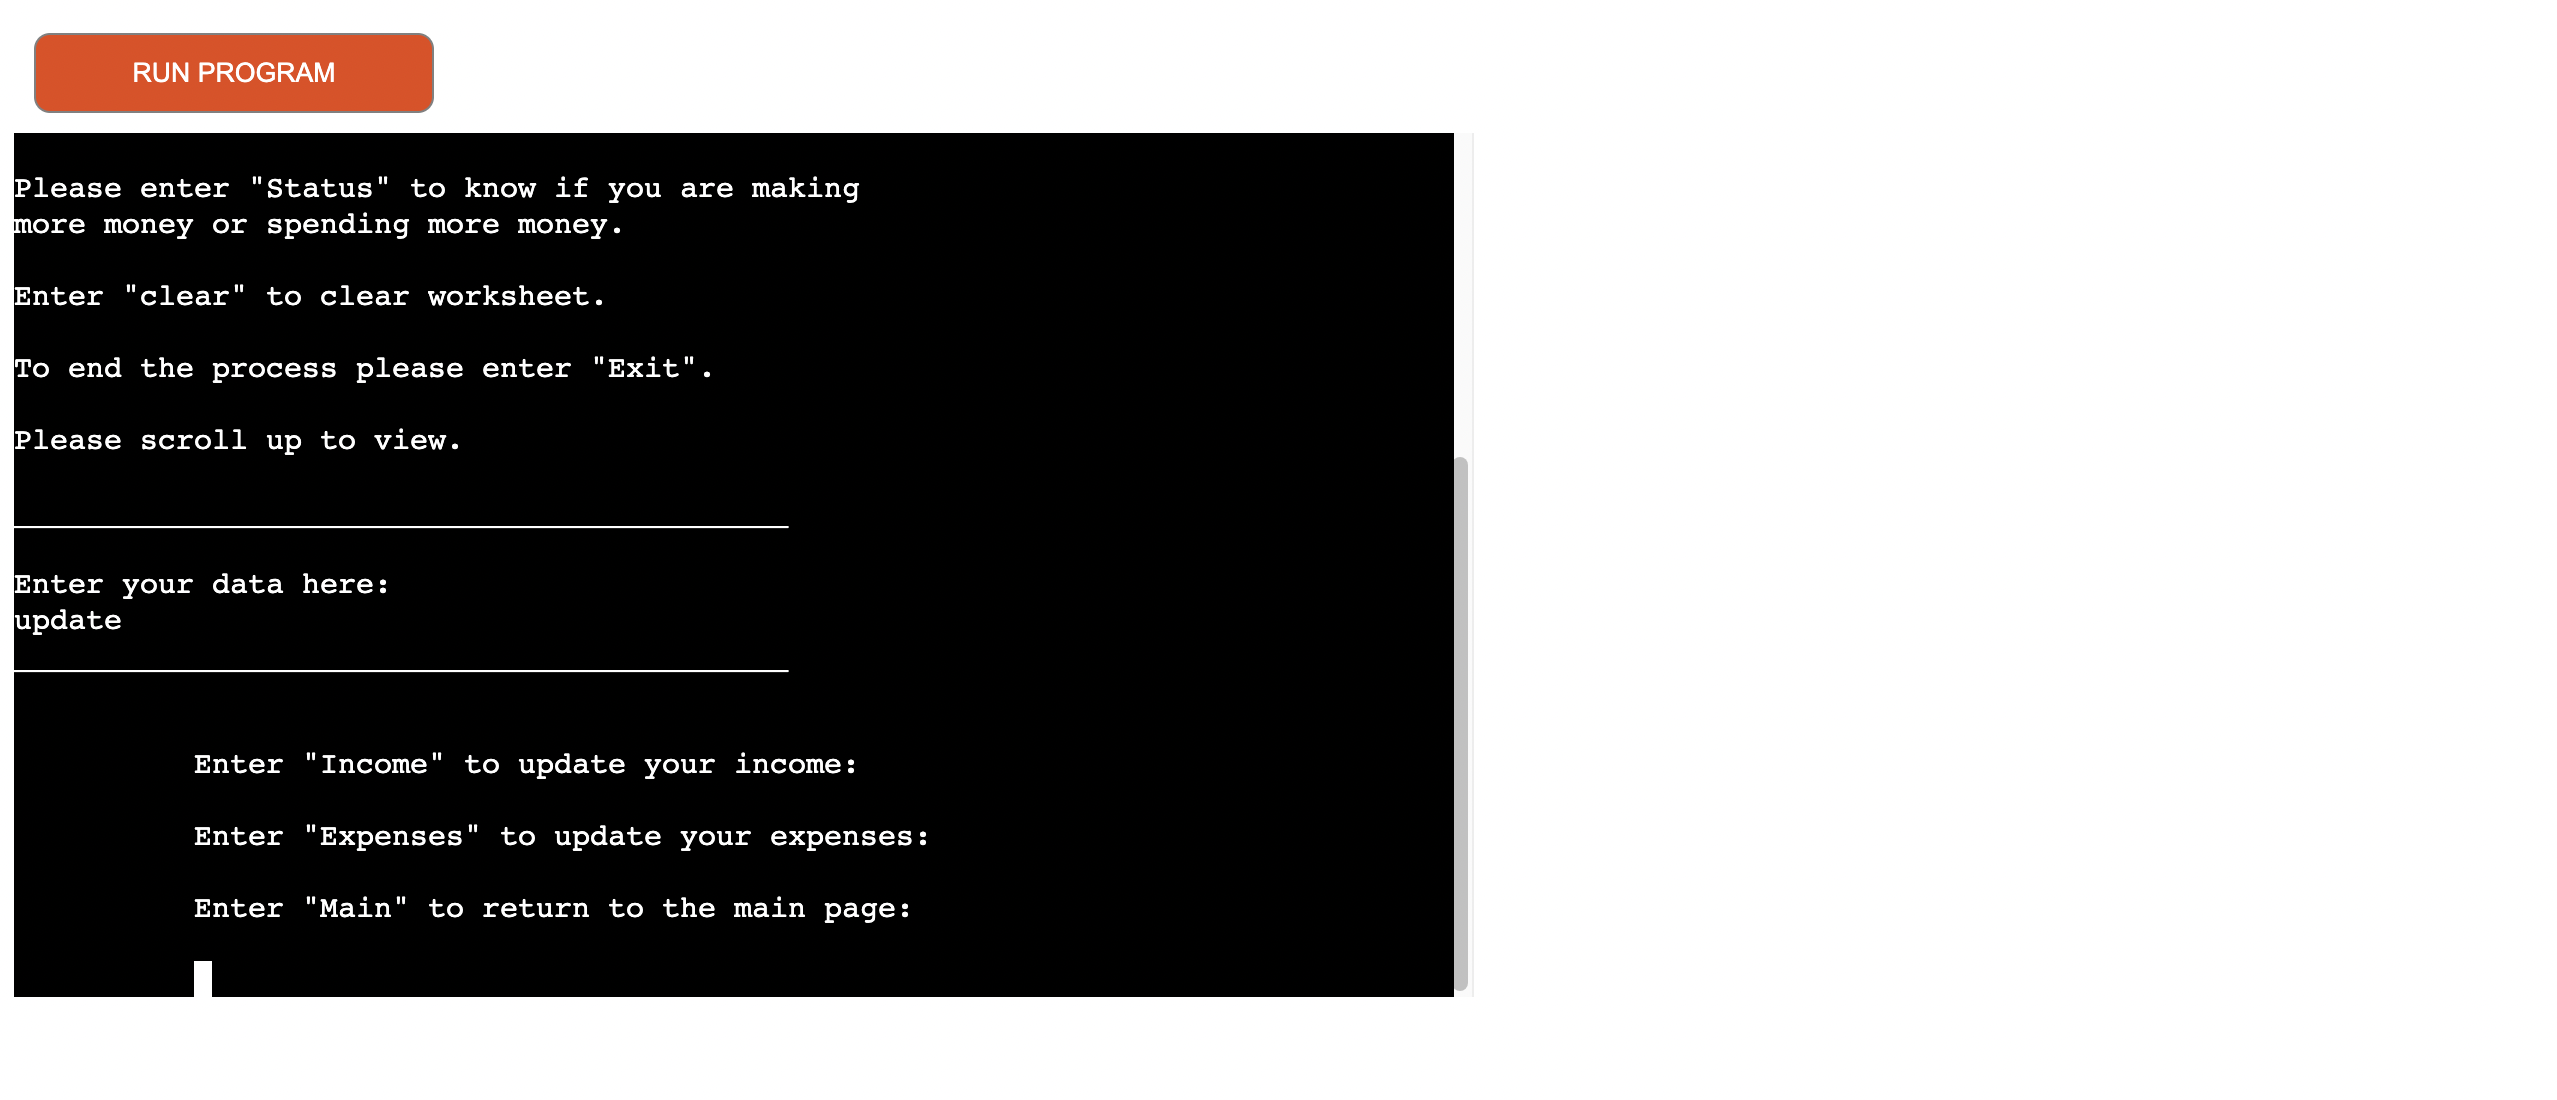 RUN PROGRAM
Please enter "Status" to know if you are making
more money or spending more money.
Enter "clear" to clear worksheet.
To end the process please enter "Exit".
Please scroll up to view.
Enter your data here:
update
Enter "Income" to update your income:
Enter "Expenses" to update your expenses:
Enter "Main" to return to the main page: